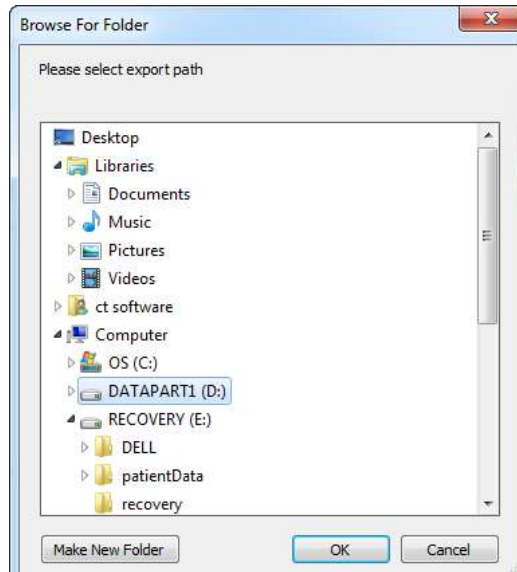 Browse For Folder
Please select export path
Desktop
Libraries
Documents
Music
Pictures
Videos
ct software
Computer
OS (C:)
DATAPART1 (D:)
RECOVERY (E:)
DELL
patientData
recovery
Make New Folder
OK
Cancel